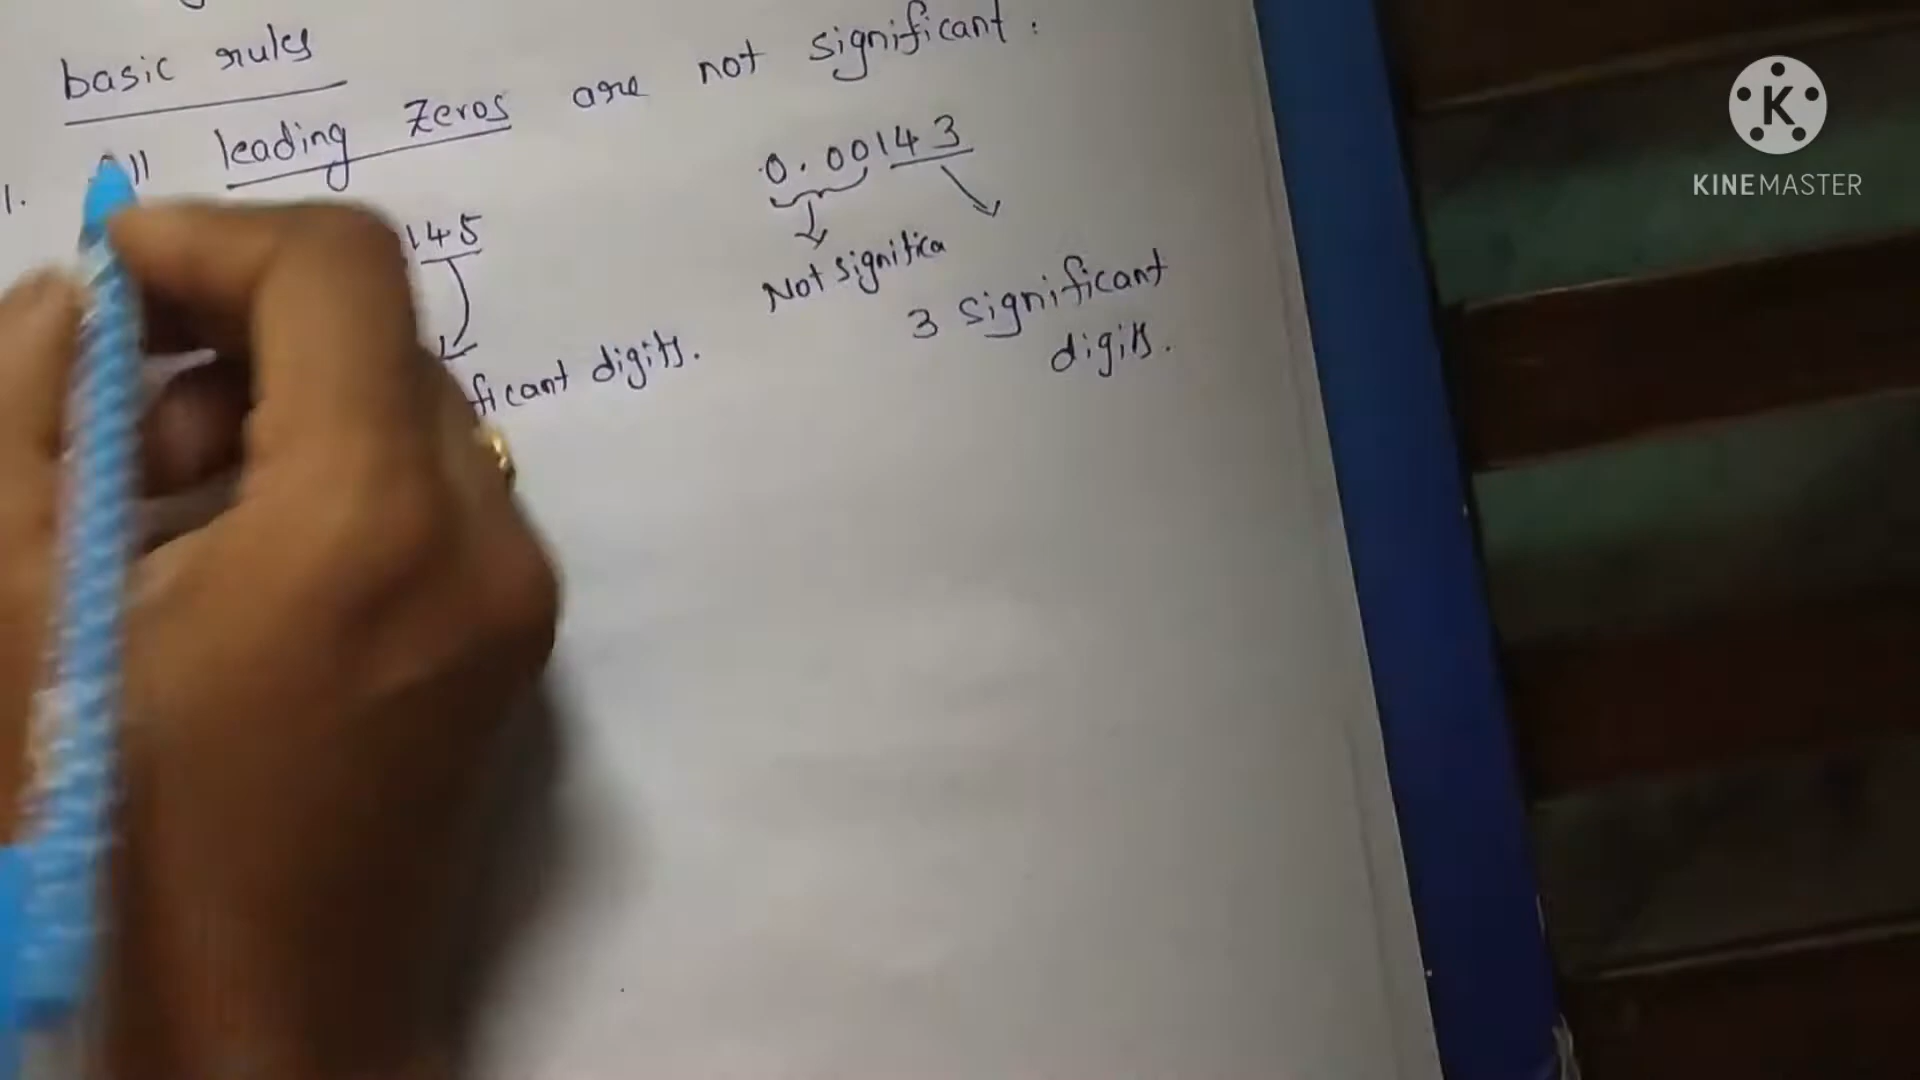 basic rules
1. All leading zeros are not significant :
145
0.00143
Not significa
3 significant
digits.
ficant digits.
K
KINEMASTER